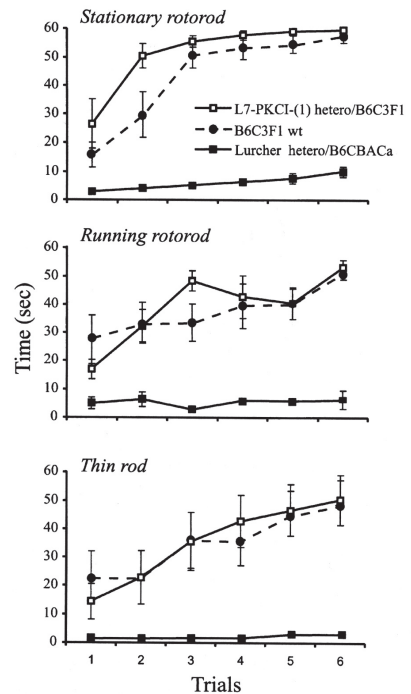 Stationary rotorod
60
50
40
30
20
10
0
L7-PKCI-(1) hetero/B6C3F1
B6C3F1 wt
Lurcher hetero/B6CBACa
Running rotorod
Time (sec)
60
50
40
30
20
10
0
Thin rod
60
50
40
30
20
10
0
1 2 3 4 5 6
Trials